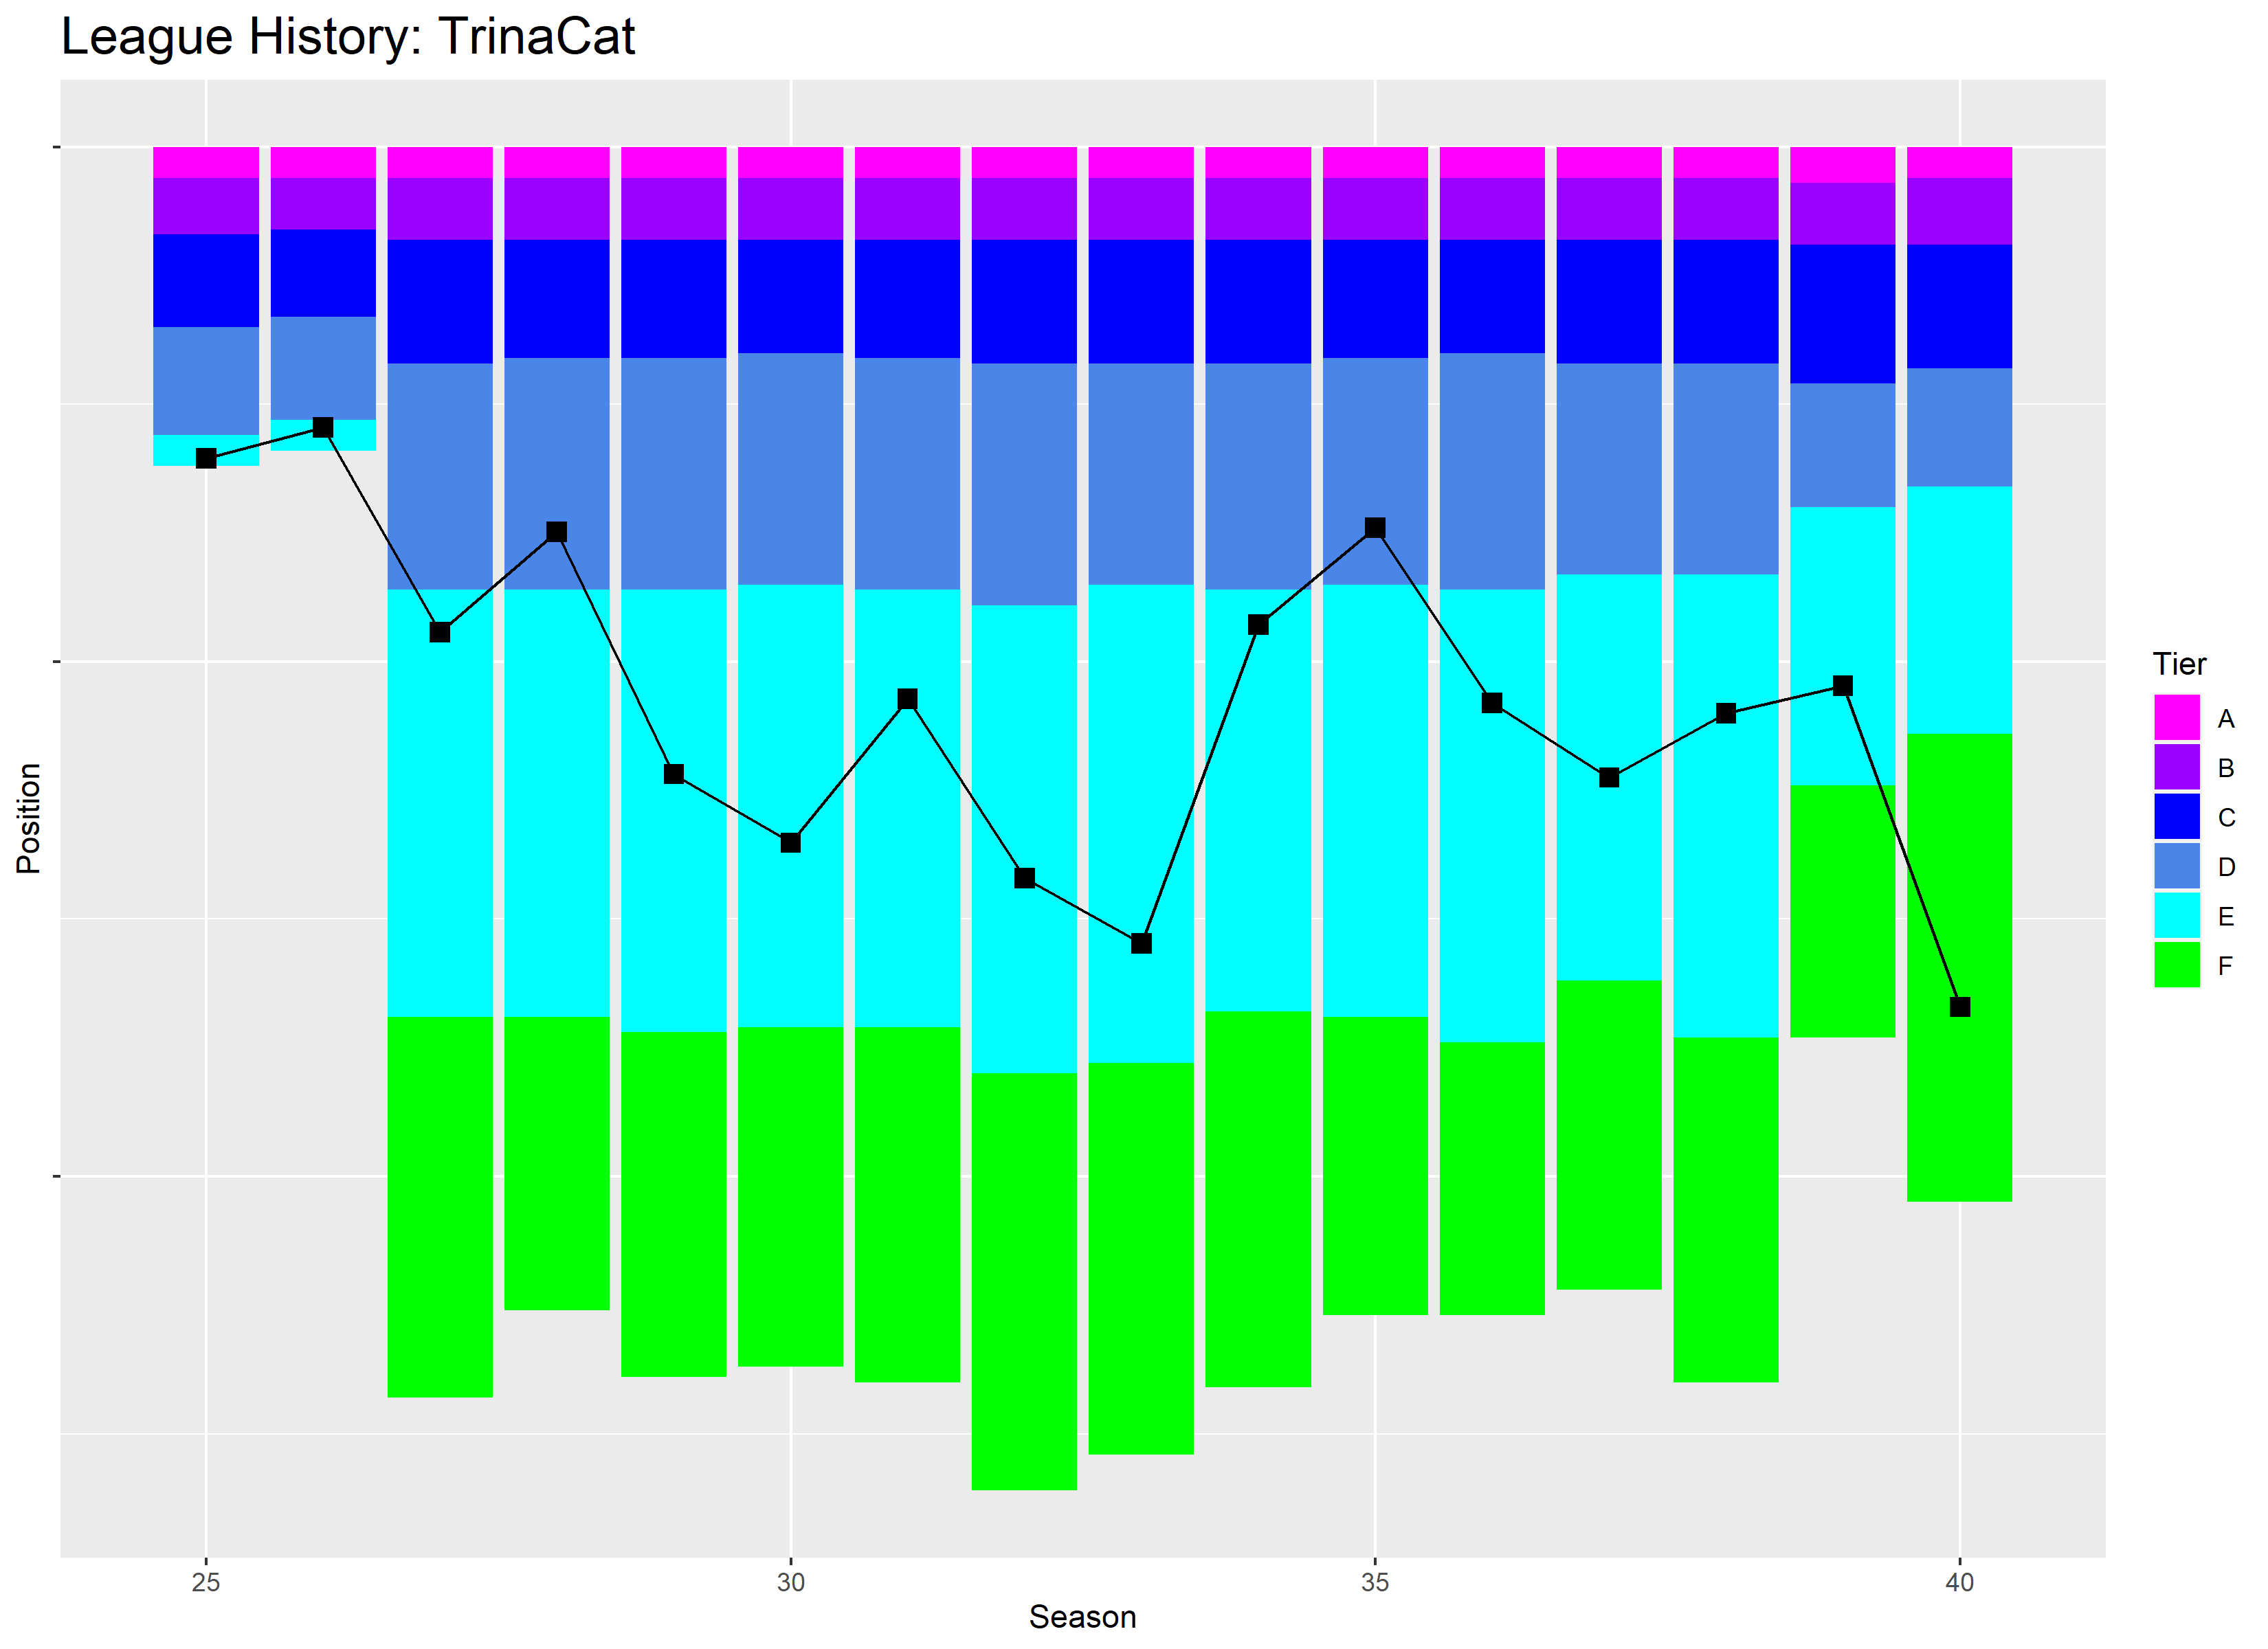 League History: TrinaCat
Position
25
30
35
40
Season
Tier
A
B
C
D
E
F